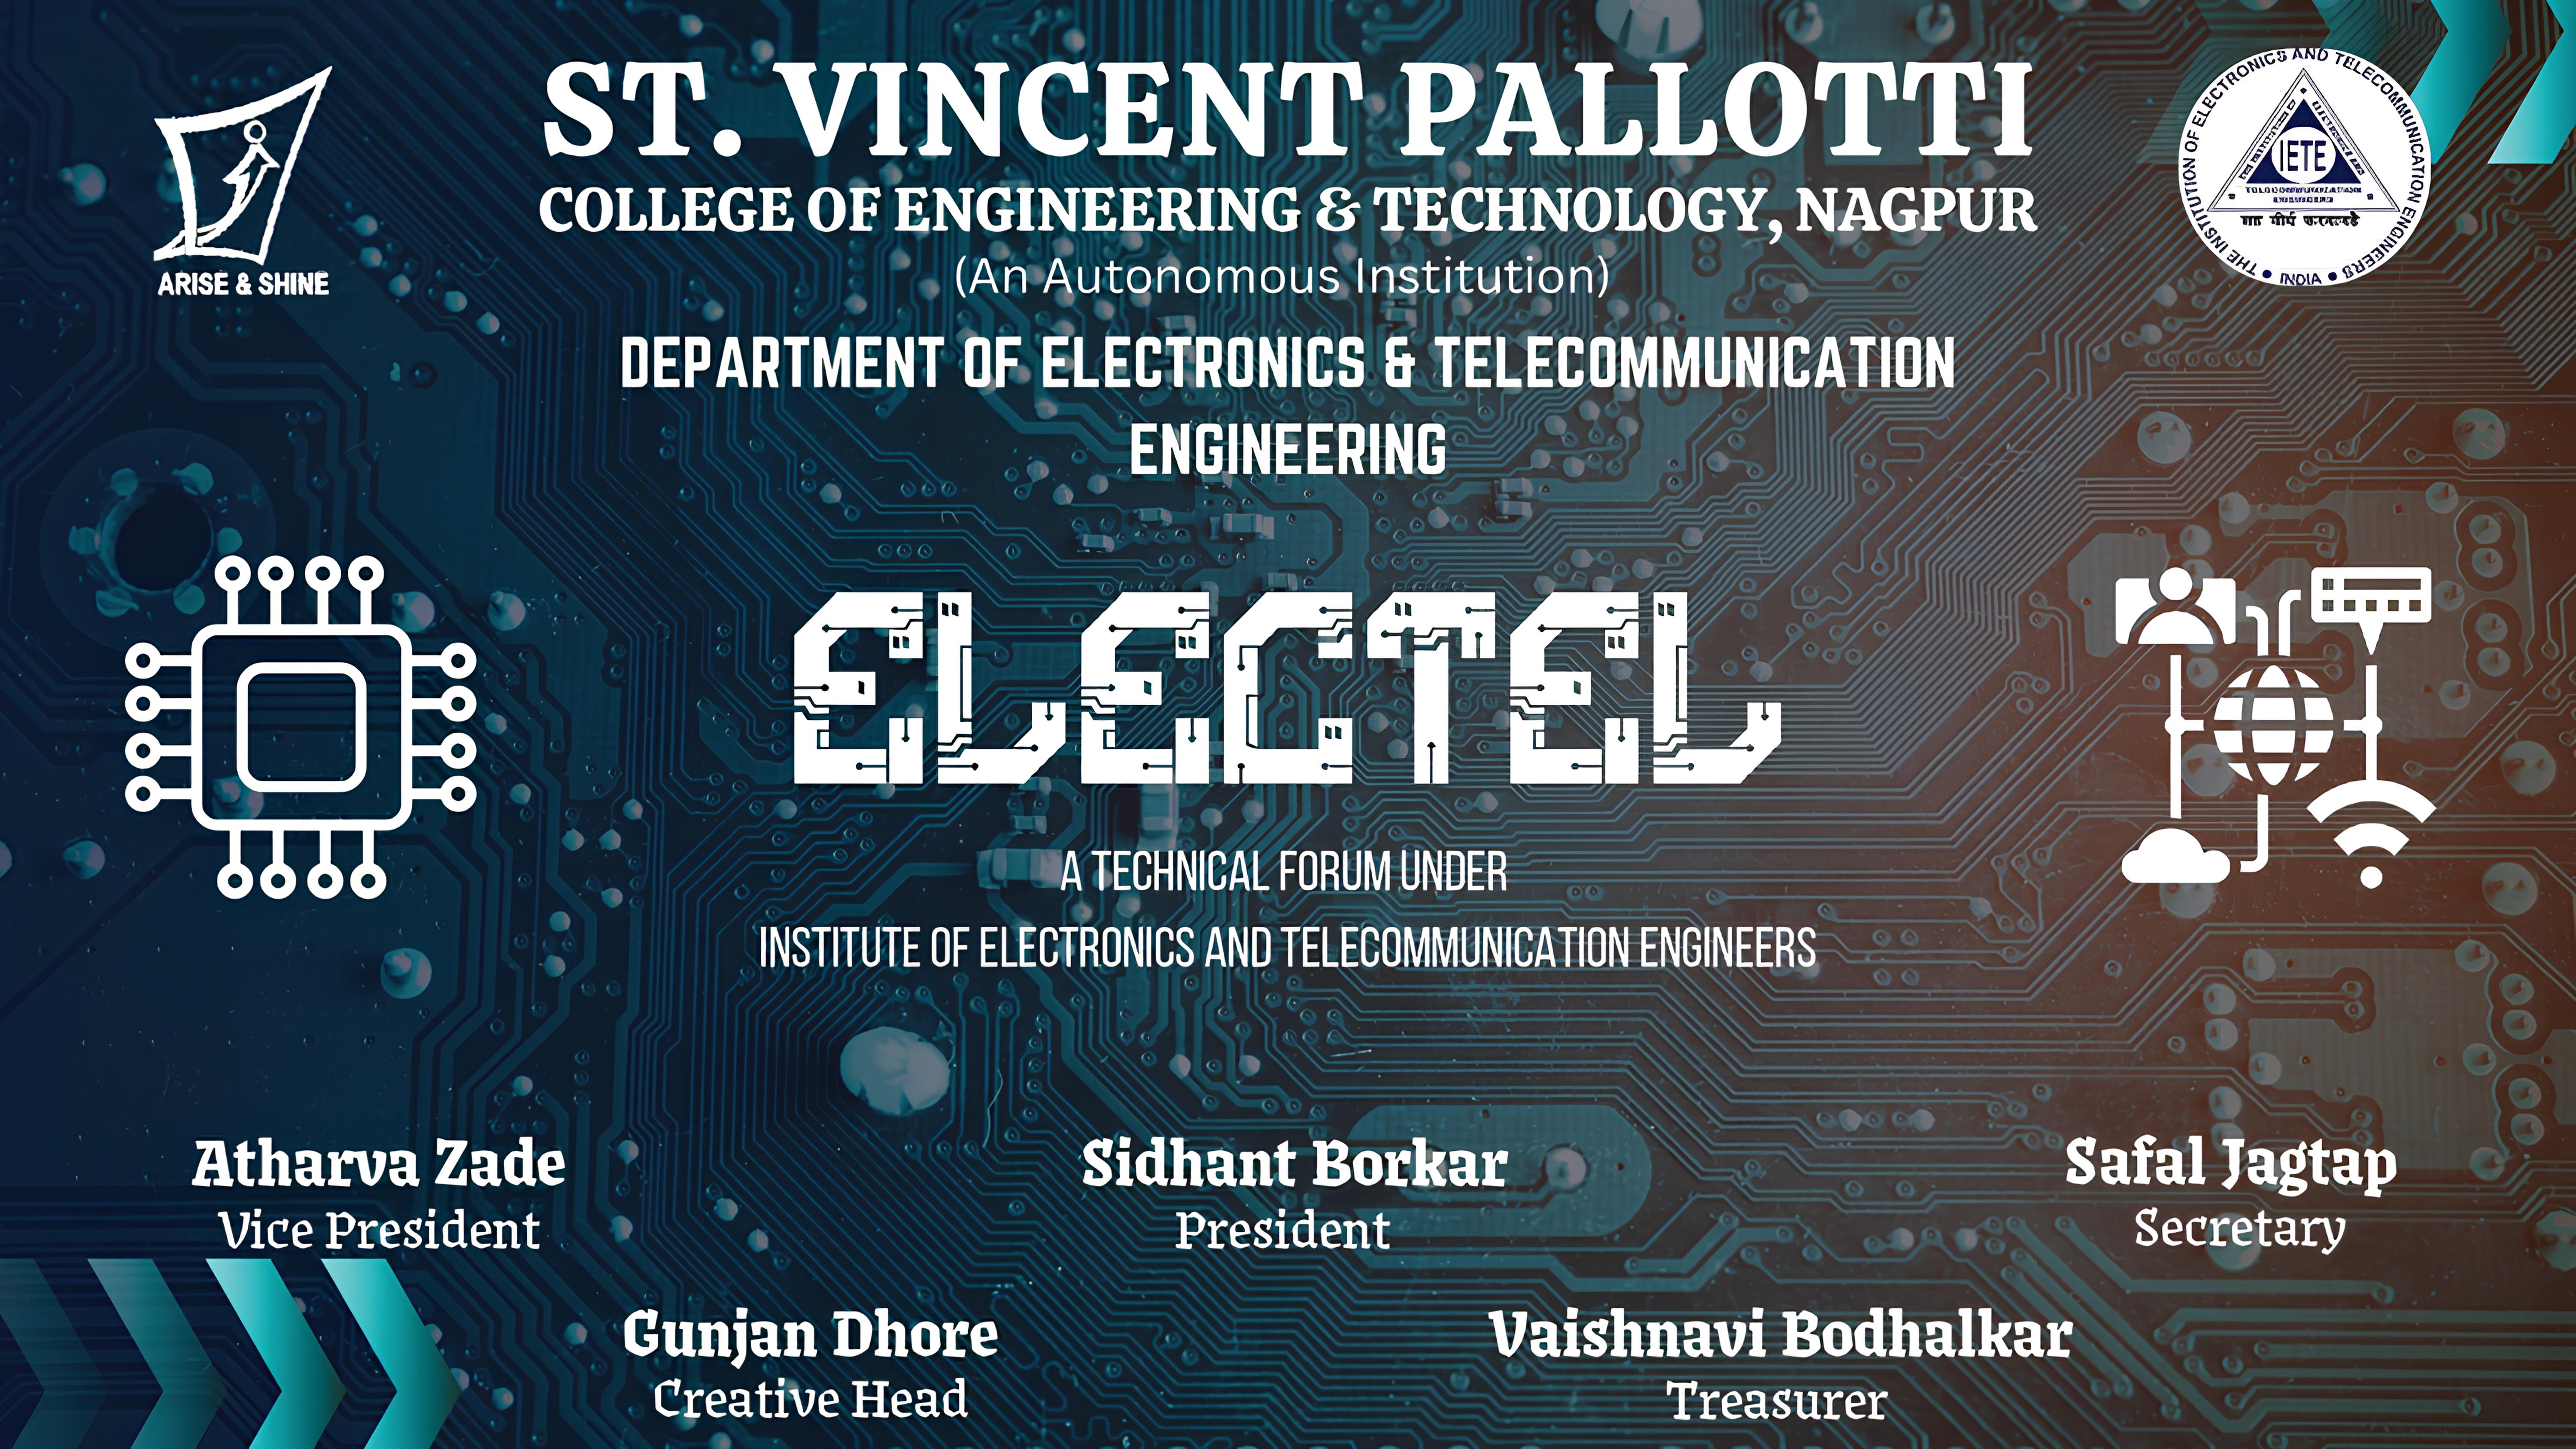 ST. VINCENT PALLOTTI
COLLEGE OF ENGINEERING & TECHNOLOGY, NAGPUR
(An Autonomous Institution)
ARISE & SHINE
THE INSTITUTION OF ELECTRONICS AND TELECOMMUNICATION ENGINEERS
• INDIA •
IETE
DEPARTMENT OF ELECTRONICS & TELECOMMUNICATION
ENGINEERING
ELECTEL
A TECHNICAL FORUM UNDER
INSTITUTE OF ELECTRONICS AND TELECOMMUNICATION ENGINEERS
Atharva Zade
Vice President
Sidhant Borkar
President
Safal Jagtap
Secretary
Gunjan Dhore
Creative Head
Vaishnavi Bodhalkar
Treasurer